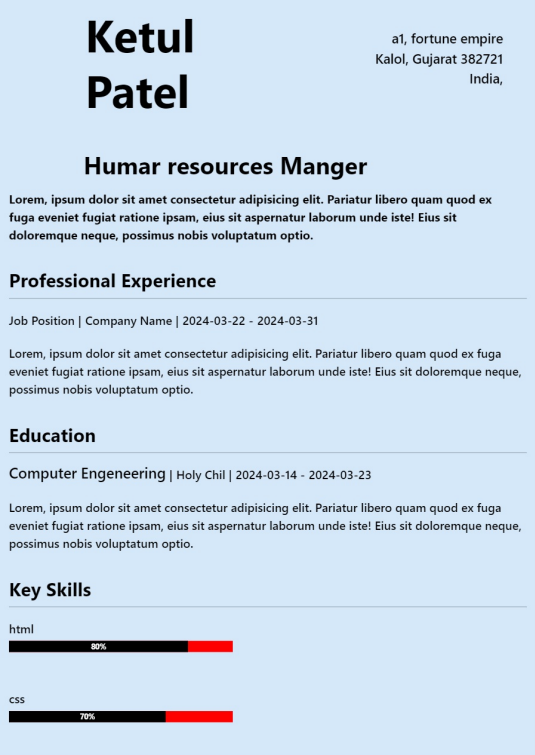 Ketul
Patel
a1, fortune empire
Kalol, Gujarat 382721
India,
Humar resources Manger
Lorem, ipsum dolor sit amet consectetur adipisicing elit. Pariatur libero quam quod ex
fuga eveniet fugiat ratione ipsam, eius sit aspernatur laborum unde iste! Eius sit
doloremque neque, possimus nobis voluptatum optio.
Professional Experience
Job Position | Company Name | 2024-03-22 - 2024-03-31
Lorem, ipsum dolor sit amet consectetur adipisicing elit. Pariatur libero quam quod ex fuga
eveniet fugiat ratione ipsam, eius sit aspernatur laborum unde iste! Eius sit doloremque neque,
possimus nobis voluptatum optio.
Education
Computer Engeneering | Holy Chil | 2024-03-14 - 2024-03-23
Lorem, ipsum dolor sit amet consectetur adipisicing elit. Pariatur libero quam quod ex fuga
eveniet fugiat ratione ipsam, eius sit aspernatur laborum unde iste! Eius sit doloremque neque,
possimus nobis voluptatum optio.
Key Skills
html
80%
css
70%